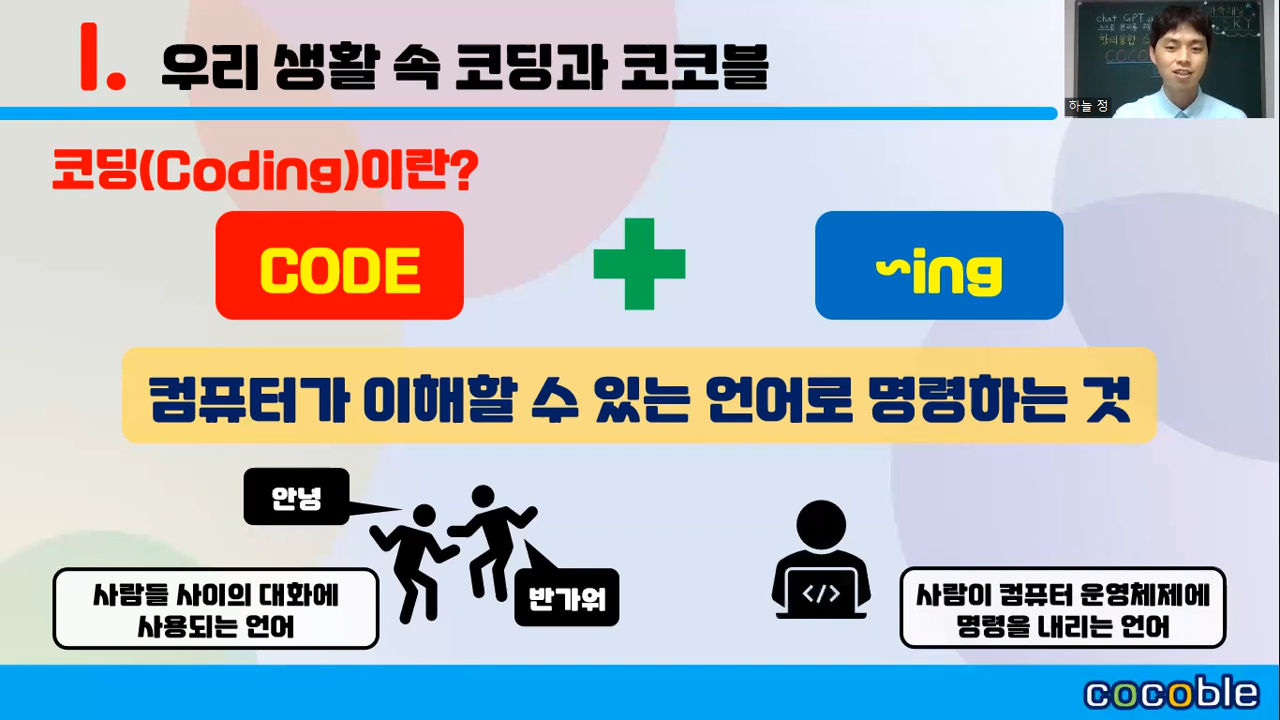 I. 우리 생활 속 코딩과 코코블
chat GPT
하늘 정
코딩(Coding)이란?
CODE
~ing
컴퓨터가 이해할 수 있는 언어로 명령하는 것
안녕
반가워
</>
사람들 사이의 대화에
사용되는 언어
사람이 컴퓨터 운영체제에
명령을 내리는 언어
cocoble